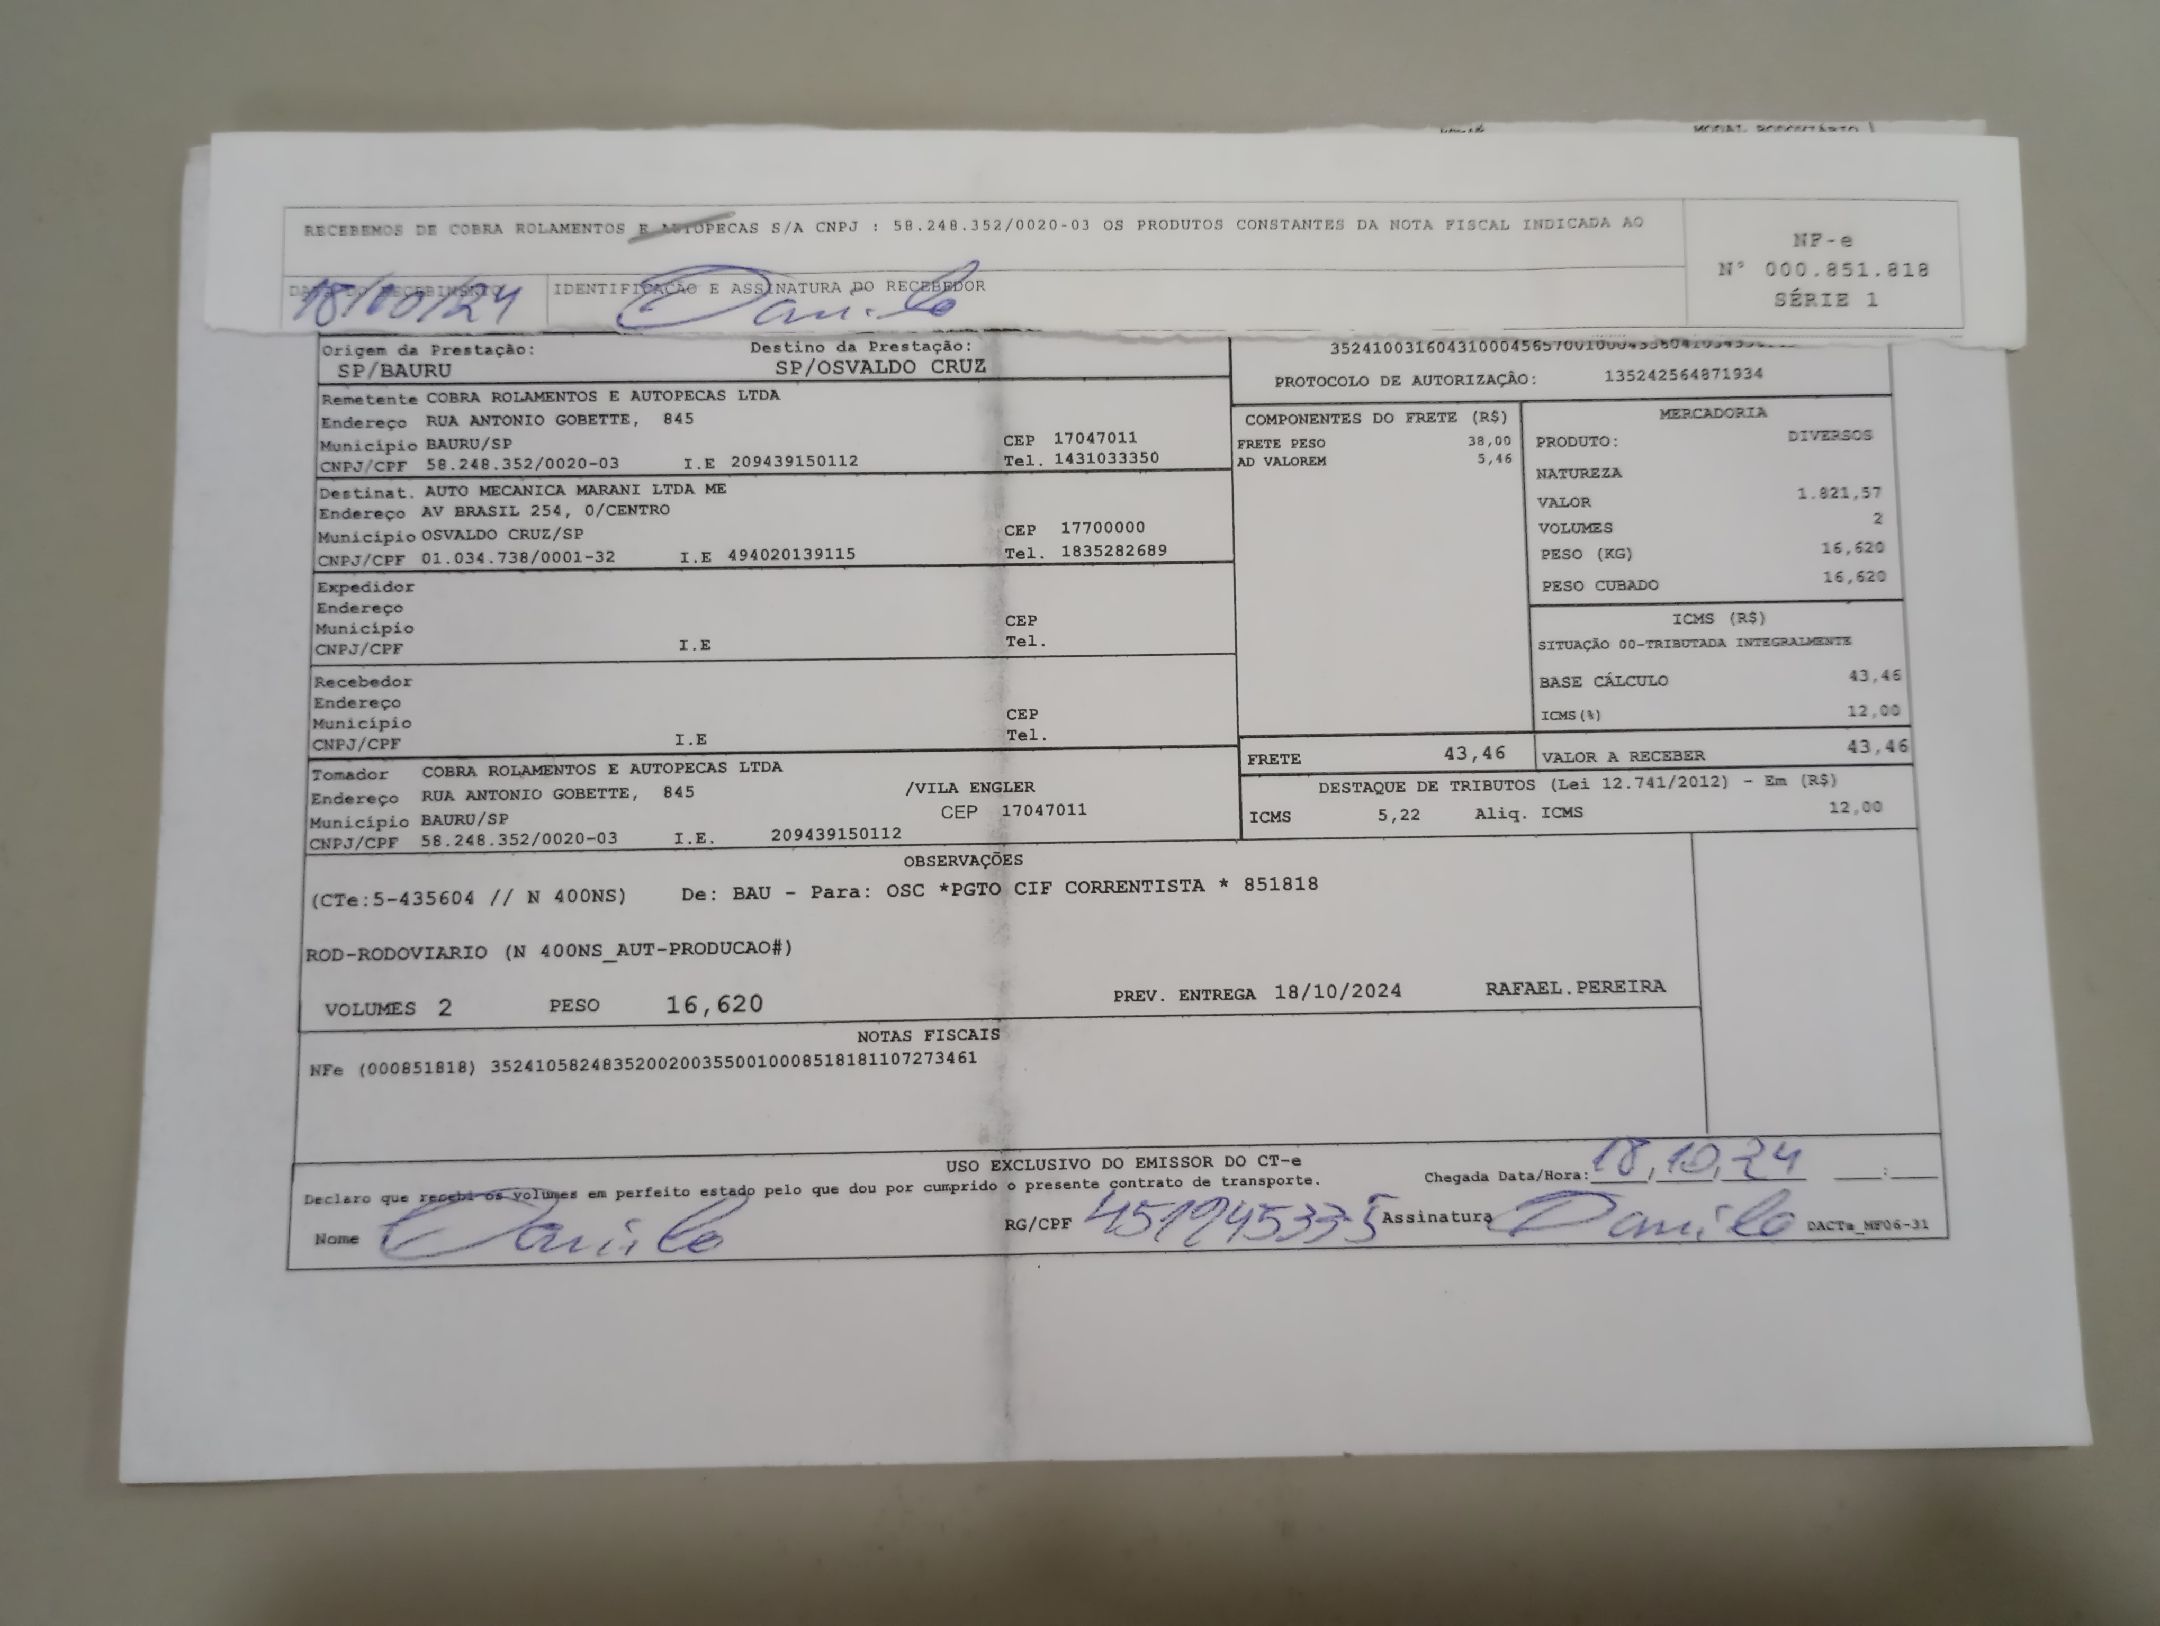 MODAL RODOVIÁRIO
RECEBEMOS DE COBRA ROLAMENTOS E AUTOPECAS S/A CNPJ : 58.248.352/0020-03 OS PRODUTOS CONSTANTES DA NOTA FISCAL INDICADA AO
NF-e
N° 000.851.818
SÉRIE 1
DATA DO RECEBIMENTO
18/10/24
IDENTIFICAÇÃO E ASSINATURA DO RECEBEDOR
Danilo
Origem da Prestação:
SP/BAURU
Destino da Prestação:
SP/OSVALDO CRUZ
PROTOCOLO DE AUTORIZAÇÃO: 135242564871934
Remetente COBRA ROLAMENTOS E AUTOPECAS LTDA
Endereço RUA ANTONIO GOBETTE, 845
Município BAURU/SP CEP 17047011
CNPJ/CPF 58.248.352/0020-03 I.E 209439150112 Tel. 1431033350
Destinat. AUTO MECANICA MARANI LTDA ME
Endereço AV BRASIL 254, 0/CENTRO
Município OSVALDO CRUZ/SP CEP 17700000
CNPJ/CPF 01.034.738/0001-32 I.E 494020139115 Tel. 1835282689
Expedidor
Endereço
Município CEP
CNPJ/CPF I.E Tel.
Recebedor
Endereço
Município CEP
CNPJ/CPF I.E Tel.
Tomador COBRA ROLAMENTOS E AUTOPECAS LTDA
Endereço RUA ANTONIO GOBETTE, 845 /VILA ENGLER
Município BAURU/SP CEP 17047011
CNPJ/CPF 58.248.352/0020-03 I.E. 209439150112
COMPONENTES DO FRETE (R$)
FRETE PESO 38,00
AD VALOREM 5,46
MERCADORIA
PRODUTO: DIVERSOS
NATUREZA
VALOR 1.821,57
VOLUMES 2
PESO (KG) 16,620
PESO CUBADO 16,620
ICMS (R$)
SITUAÇÃO 00-TRIBUTADA INTEGRALMENTE
BASE CÁLCULO 43,46
ICMS(%) 12,00
FRETE 43,46 VALOR A RECEBER 43,46
DESTAQUE DE TRIBUTOS (Lei 12.741/2012) - Em (R$)
ICMS 5,22 Aliq. ICMS 12,00
OBSERVAÇÕES
(CTe:5-435604 // N 400NS) De: BAU - Para: OSC *PGTO CIF CORRENTISTA * 851818
ROD-RODOVIARIO (N 400NS_AUT-PRODUCAO#)
VOLUMES 2 PESO 16,620 PREV. ENTREGA 18/10/2024 RAFAEL.PEREIRA
NOTAS FISCAIS
NFe (000851818) 35241058248352002003550010008518181107273461
USO EXCLUSIVO DO EMISSOR DO CT-e
Declaro que recebi os volumes em perfeito estado pelo que dou por cumprido o presente contrato de transporte.
Chegada Data/Hora: 18/10/24 :
Nome Danilo RG/CPF 451945335 Assinatura Danilo DACTe_MF06-31